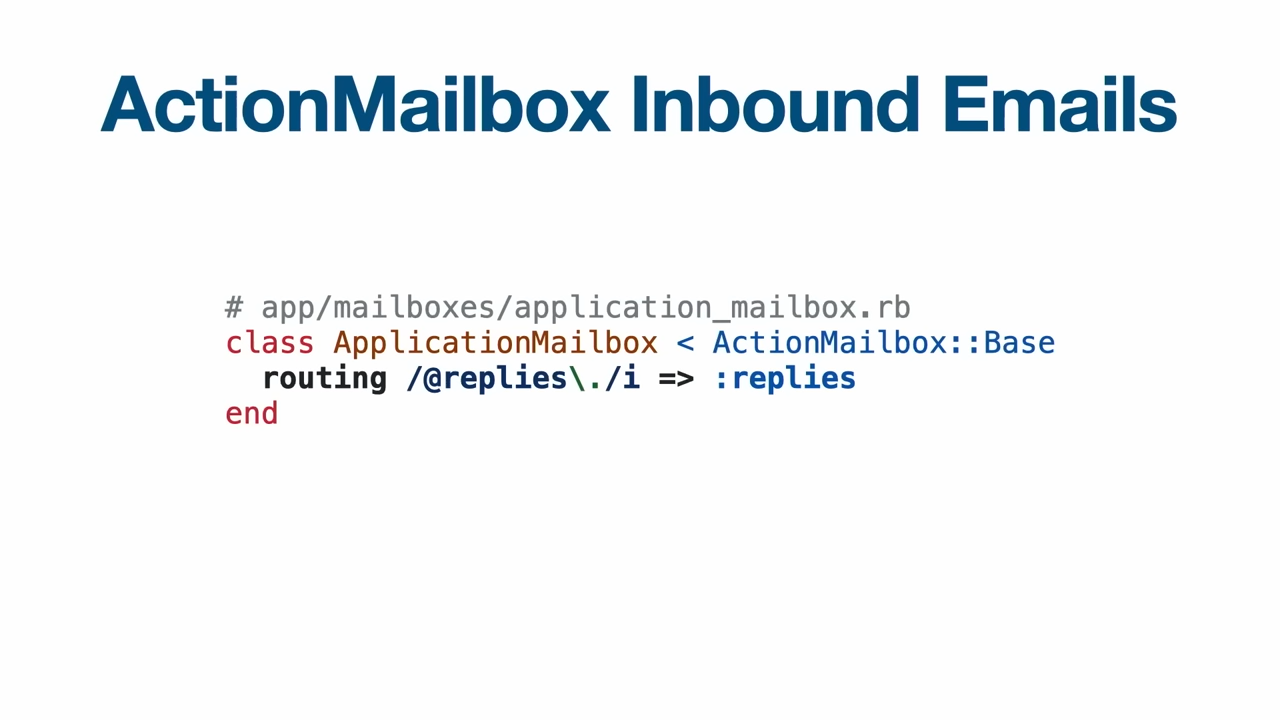 ActionMailbox Inbound Emails
# app/mailboxes/application_mailbox.rb
class ApplicationMailbox < ActionMailbox::Base
  routing /@replies\./i => :replies
end